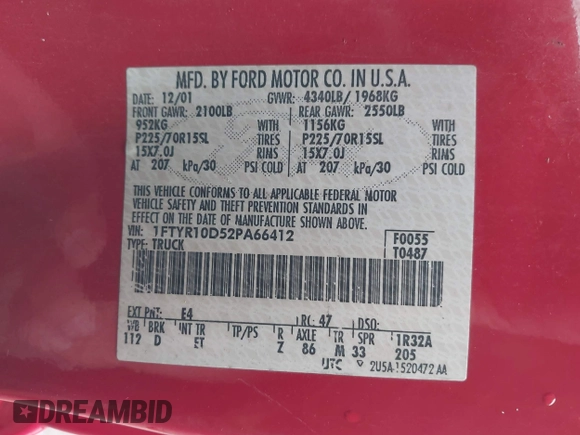 MFD. BY FORD MOTOR CO. IN U.S.A.
DATE: 12/01 GVWR: 4340LB/ 1968KG
FRONT GAWR: 2100LB REAR GAWR: 2550LB
952KG WITH 1156KG WITH
P225/70R15SL TIRES P225/70R15SL TIRES
15X7.0J RIMS 15X7.0J RIMS
AT 207 kPa/30 PSI COLD AT 207 kPa/30 PSI COLD
THIS VEHICLE CONFORMS TO ALL APPLICABLE FEDERAL MOTOR
VEHICLE SAFETY AND THEFT PREVENTION STANDARDS IN
EFFECT ON THE DATE OF MANUFACTURE SHOWN ABOVE.
VIN: 1FTYR10D52PA66412 F0055
TYPE: TRUCK T0487
EXT PNT: E4 RC: 47 DSO:
WB BRK INT TR TP/PS R AXLE TR SPR 1R32A
112 D ET Z 86 M 33 205
UTC 2U5A-1520472 AA
DREAMBID